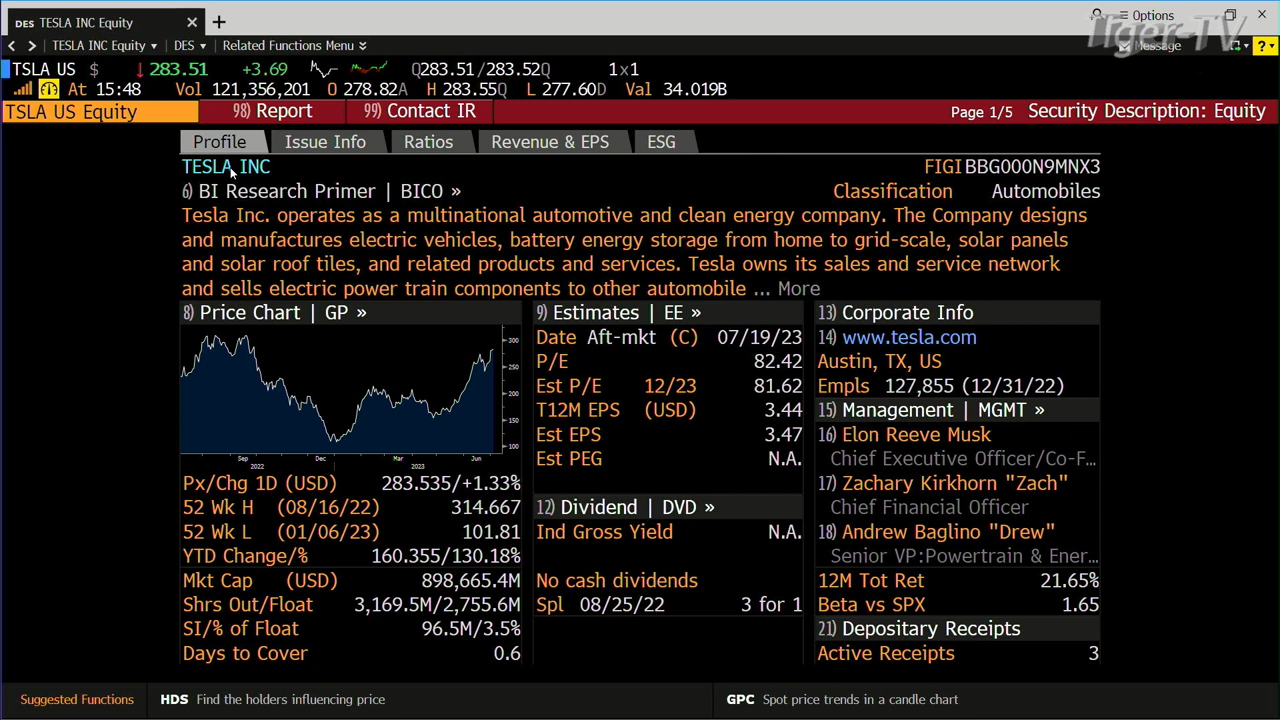 DES TESLA INC Equity × +
Options
Tiger-TV
< > TESLA INC Equity ▾ DES ▾ Related Functions Menu
Message
?
TSLA US $ ↓ 283.51 +3.69 Q283.51/283.52Q 1x1
At 15:48 Vol 121,356,201 O 278.82A H 283.55Q L 277.60D Val 34.019B
TSLA US Equity 98) Report 99) Contact IR Page 1/5 Security Description: Equity
Profile Issue Info Ratios Revenue & EPS ESG
TESLA INC FIGI BBG000N9MNX3
6) BI Research Primer | BICO » Classification Automobiles
Tesla Inc. operates as a multinational automotive and clean energy company. The Company designs
and manufactures electric vehicles, battery energy storage from home to grid-scale, solar panels
and solar roof tiles, and related products and services. Tesla owns its sales and service network
and sells electric power train components to other automobile ... More
8) Price Chart | GP »
300
250
200
150
100
Sep Dec Mar Jun
2022 2023
Px/Chg 1D (USD) 283.535/+1.33%
52 Wk H (08/16/22) 314.667
52 Wk L (01/06/23) 101.81
YTD Change/% 160.355/130.18%
Mkt Cap (USD) 898,665.4M
Shrs Out/Float 3,169.5M/2,755.6M
SI/% of Float 96.5M/3.5%
Days to Cover 0.6
9) Estimates | EE »
Date Aft-mkt (C) 07/19/23
P/E 82.42
Est P/E 12/23 81.62
T12M EPS (USD) 3.44
Est EPS 3.47
Est PEG N.A.
12) Dividend | DVD »
Ind Gross Yield N.A.
No cash dividends
Spl 08/25/22 3 for 1
13) Corporate Info
14) www.tesla.com
Austin, TX, US
Empls 127,855 (12/31/22)
15) Management | MGMT »
16) Elon Reeve Musk
Chief Executive Officer/Co-F...
17) Zachary Kirkhorn "Zach"
Chief Financial Officer
18) Andrew Baglino "Drew"
Senior VP:Powertrain & Ener...
12M Tot Ret 21.65%
Beta vs SPX 1.65
21) Depositary Receipts
Active Receipts 3
Suggested Functions HDS Find the holders influencing price GPC Spot price trends in a candle chart